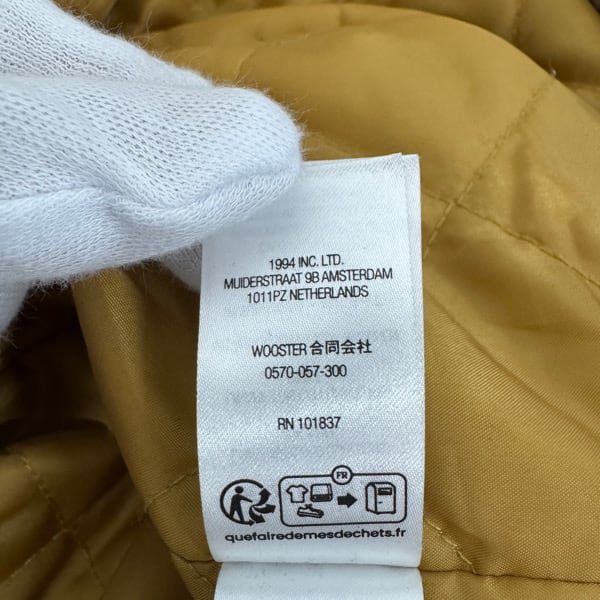 1994 INC. LTD.
MUIDERSTRAAT 9B AMSTERDAM
1011PZ NETHERLANDS
WOOSTER 合同会社
0570-057-300
RN 101837
FR
quefairedemesdechets.fr